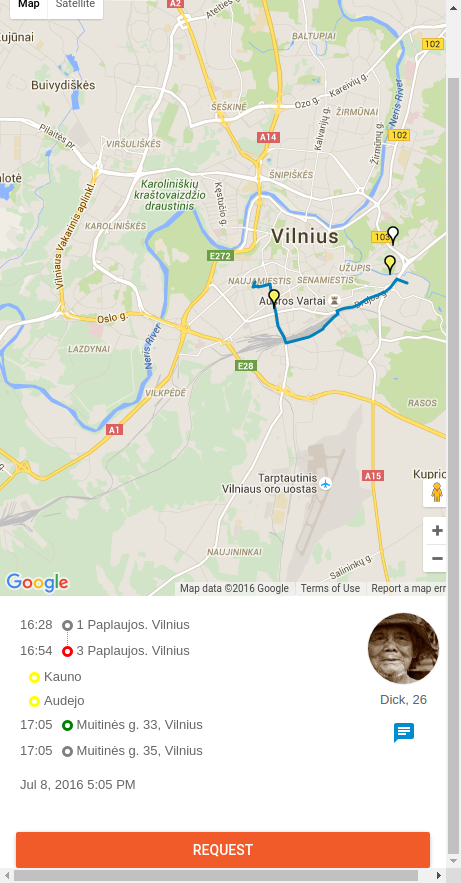 Map Satellite
A2
Ateities g.
ujūnai
BALTUPIAI
102
Buivydiškės
ŠEŠKINĖ
Ozo g.
Kareivių g.
Neris River
ŽIRMŪNAI
Kalvarijų g.
Žirmūnų g.
102
Pilaitės pr.
A14
VIRŠULIŠKĖS
ŠNIPIŠKĖS
alotė
Karoliniškių
kraštovaizdžio
draustinis
Kęstučio g.
Vilniaus Vakarinis aplinkl.
KAROLINIŠKĖS
Vilnius
103
E272
UŽUPIS
NAUJAMIESTIS
SENAMIESTIS
Aušros Vartai
Drujos g.
Oslo g.
Neris River
LAZDYNAI
E28
VILKPĖDĖ
RASOS
A1
A15
Kuprio
Tarptautinis
Vilniaus oro uostas
NAUJININKAI
Salininkų g.
Google
Map data ©2016 Google Terms of Use Report a map err
16:28 1 Paplaujos. Vilnius
16:54 3 Paplaujos. Vilnius
Kauno
Audejo
Dick, 26
17:05 Muitinės g. 33, Vilnius
17:05 Muitinės g. 35, Vilnius
Jul 8, 2016 5:05 PM
REQUEST